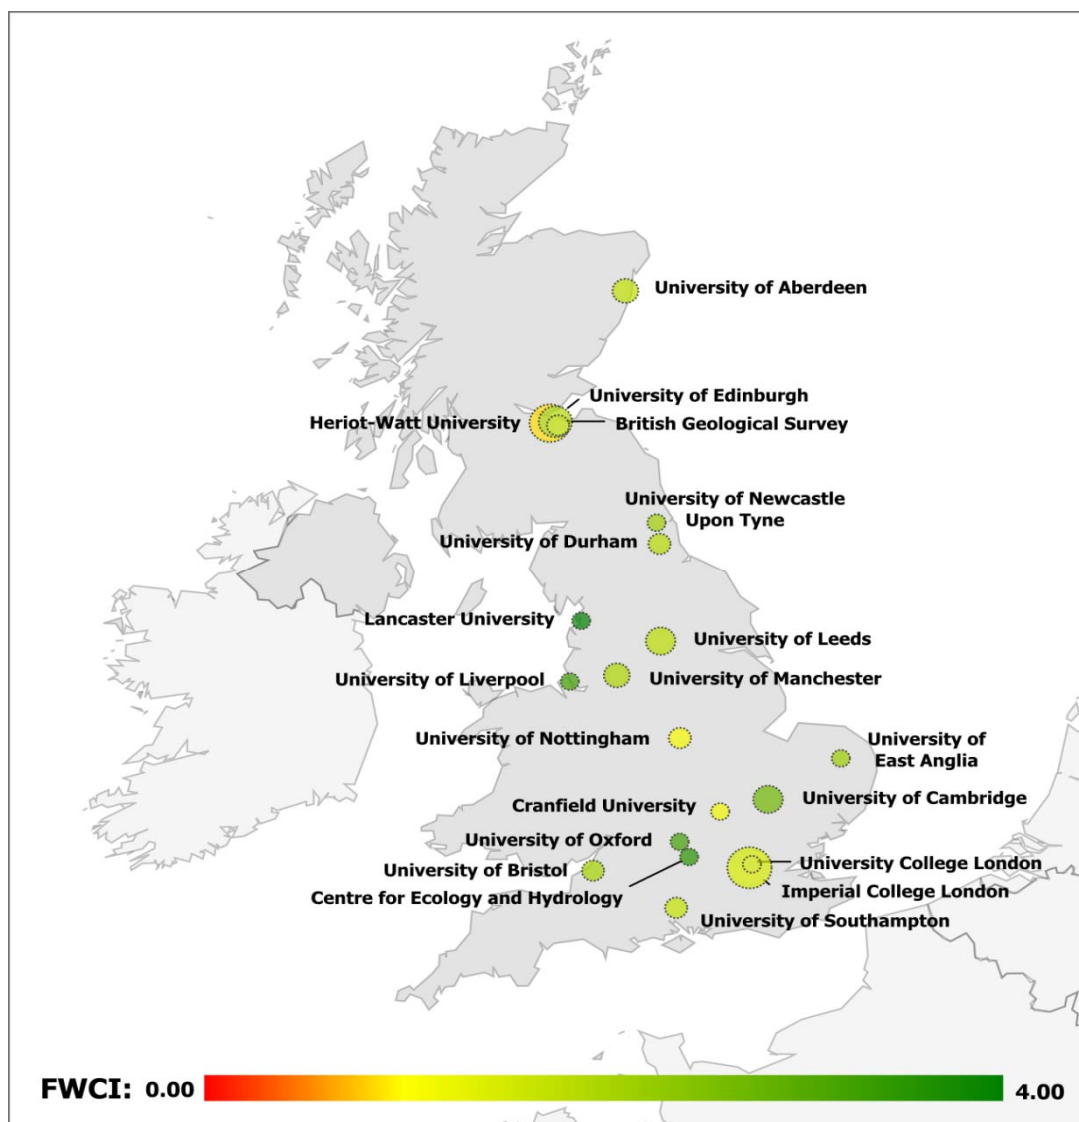 University of Aberdeen
University of Edinburgh
Heriot-Watt University
British Geological Survey
University of Newcastle
Upon Tyne
University of Durham
Lancaster University
University of Leeds
University of Liverpool
University of Manchester
University of Nottingham
University of
East Anglia
Cranfield University
University of Cambridge
University of Oxford
University College London
University of Bristol
Imperial College London
Centre for Ecology and Hydrology
University of Southampton
FWCI: 0.00
4.00